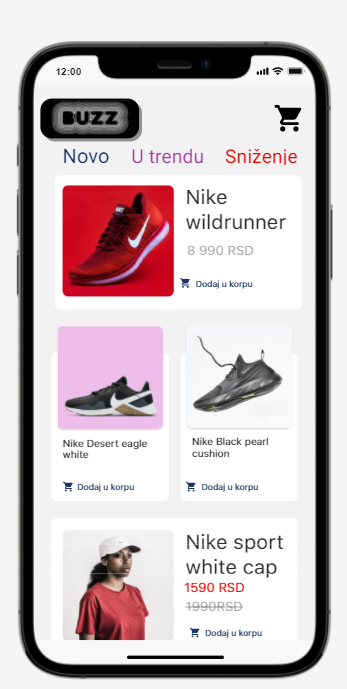 12:00
BUZZ
Novo U trendu Sniženje
Nike
wildrunner
8 990 RSD
Dodaj u korpu
Nike Desert eagle
white
Dodaj u korpu
Nike Black pearl
cushion
Dodaj u korpu
Nike sport
white cap
1590 RSD
1990RSD
Dodaj u korpu